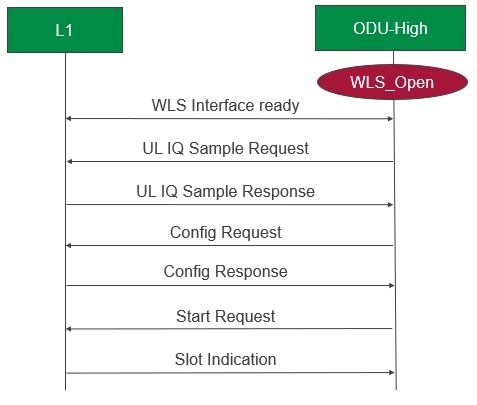 L1
ODU-High
WLS_Open
WLS Interface ready
UL IQ Sample Request
UL IQ Sample Response
Config Request
Config Response
Start Request
Slot Indication